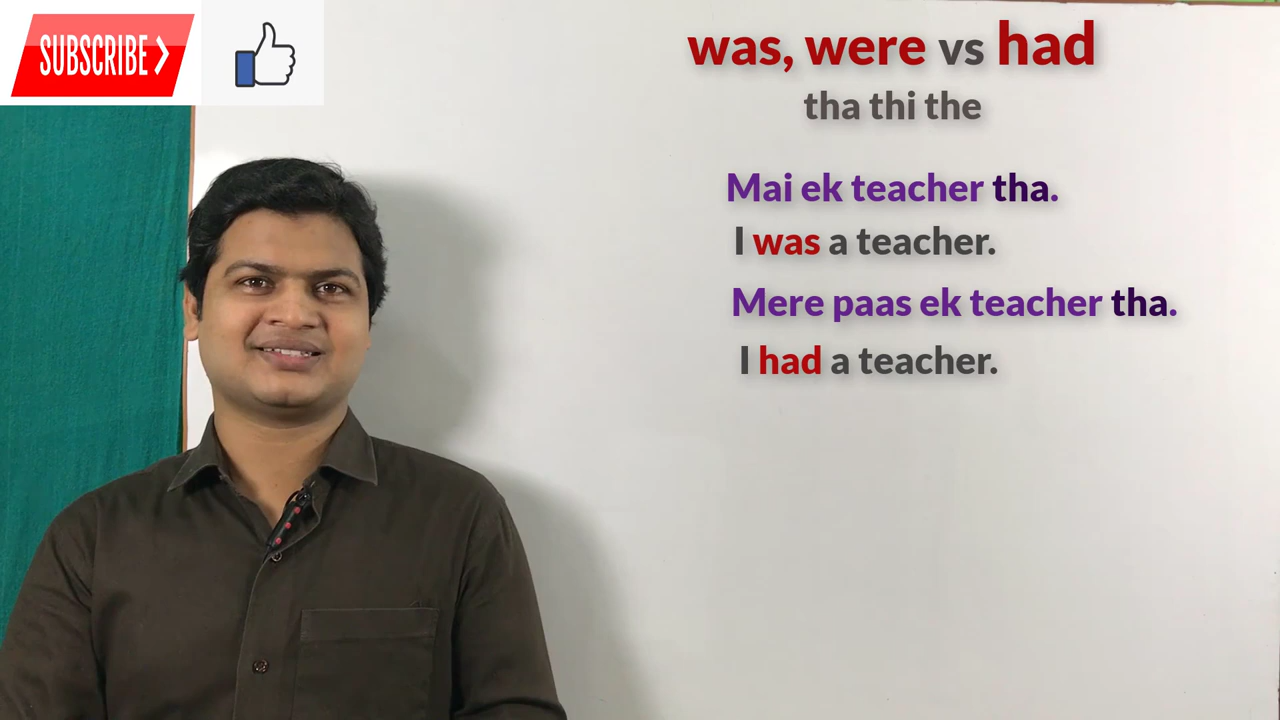 SUBSCRIBE
was, were vs had
tha thi the
Mai ek teacher tha.
I was a teacher.
Mere paas ek teacher tha.
I had a teacher.